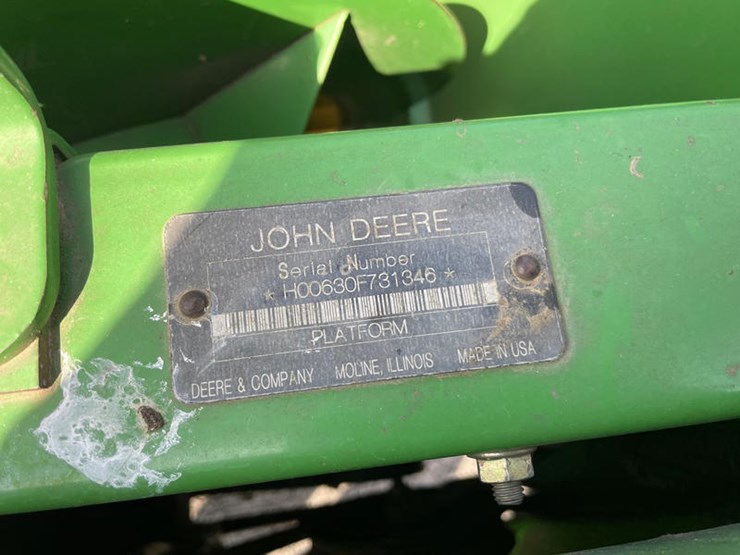 JOHN DEERE
Serial Number
* H00630F731346 *
PLATFORM
DEERE & COMPANY MOLINE, ILLINOIS MADE IN USA